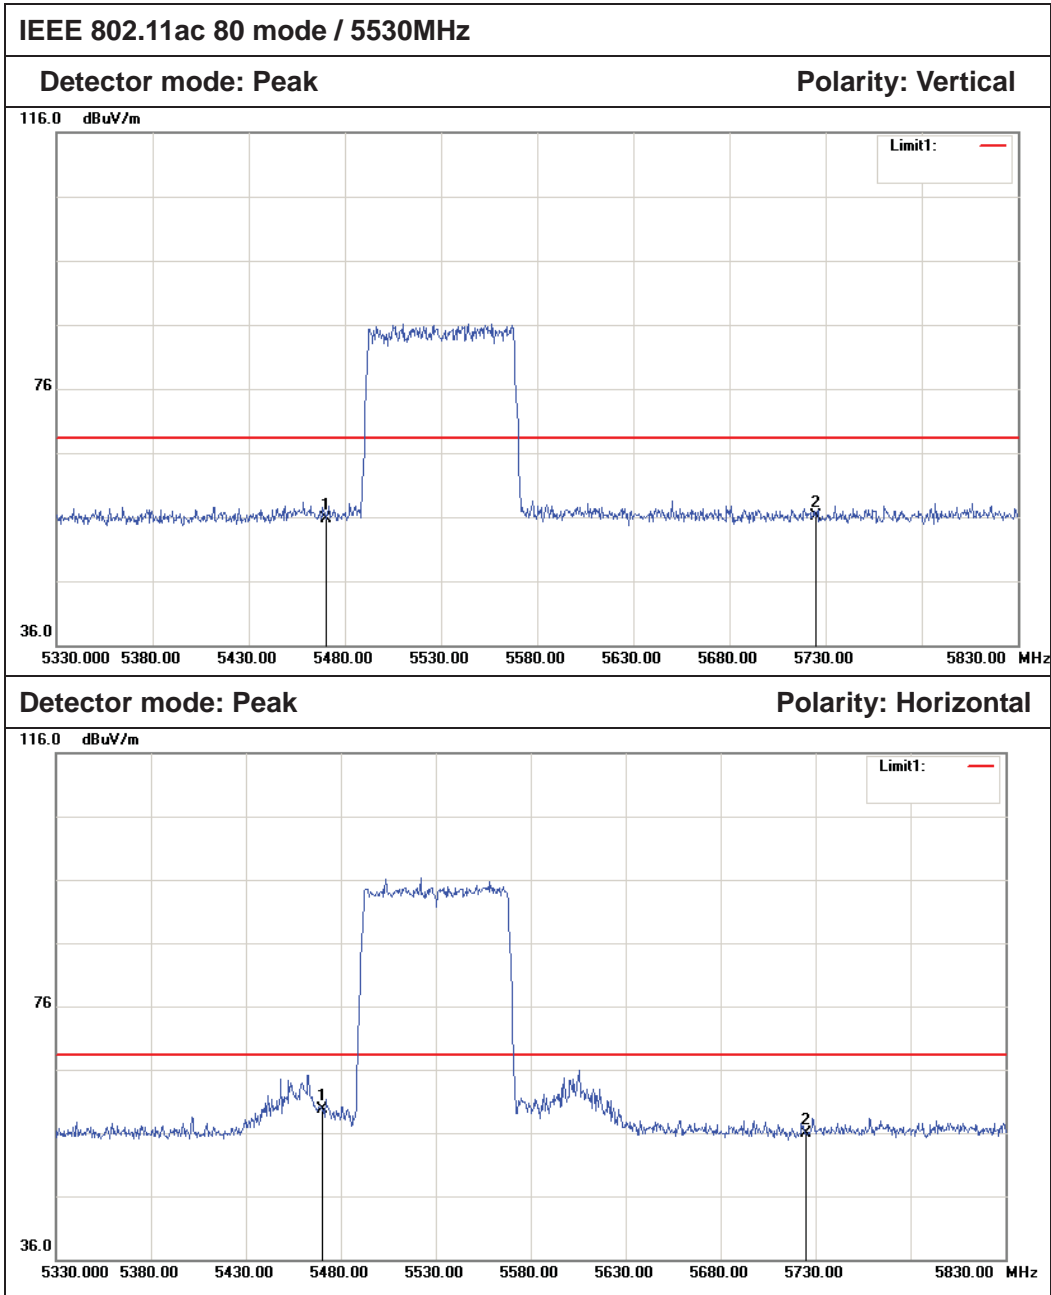 IEEE 802.11ac 80 mode / 5530MHz
Detector mode: Peak Polarity: Vertical
116.0 dBuV/m
Limit1:
76
1 2
36.0
5330.000 5380.00 5430.00 5480.00 5530.00 5580.00 5630.00 5680.00 5730.00 5830.00 MHz
Detector mode: Peak Polarity: Horizontal
116.0 dBuV/m
Limit1:
76
1
2
36.0
5330.000 5380.00 5430.00 5480.00 5530.00 5580.00 5630.00 5680.00 5730.00 5830.00 MHz